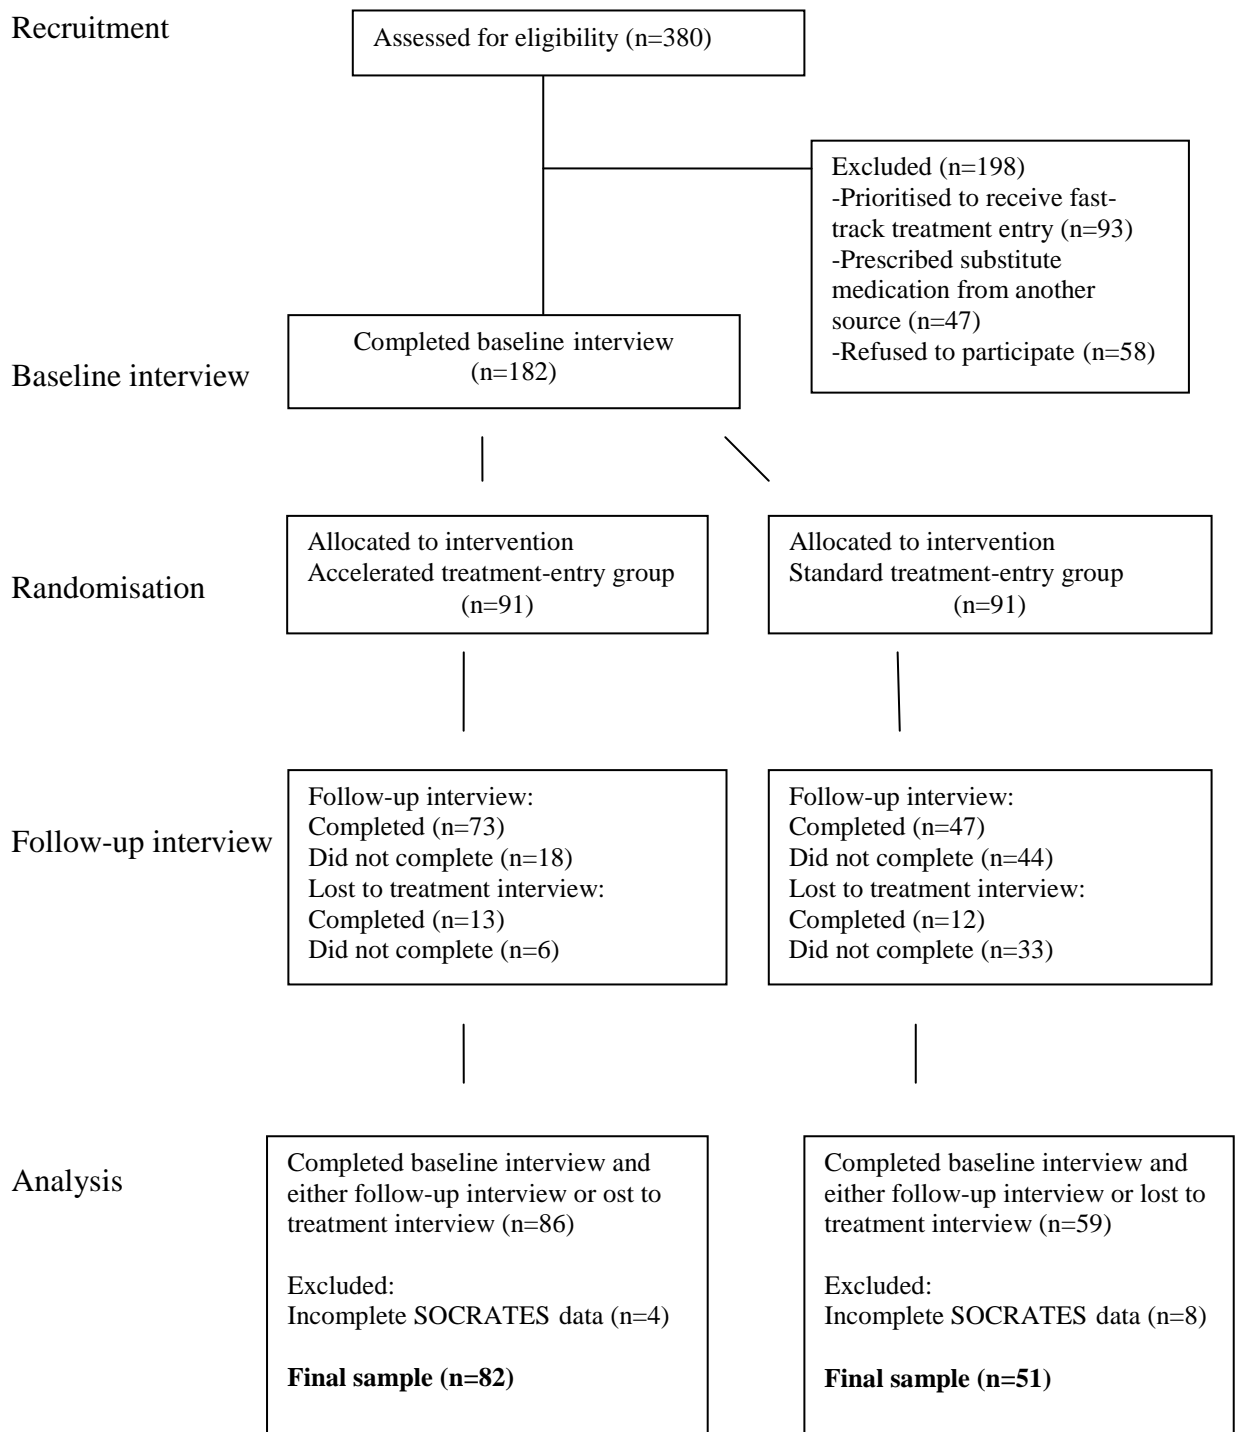 Recruitment
Assessed for eligibility (n=380)
Excluded (n=198)
-Prioritised to receive fast-
track treatment entry (n=93)
-Prescribed substitute
medication from another
source (n=47)
-Refused to participate (n=58)
Baseline interview
Completed baseline interview
(n=182)
Randomisation
Allocated to intervention
Accelerated treatment-entry group
(n=91)
Allocated to intervention
Standard treatment-entry group
(n=91)
Follow-up interview
Follow-up interview:
Completed (n=73)
Did not complete (n=18)
Lost to treatment interview:
Completed (n=13)
Did not complete (n=6)
Follow-up interview:
Completed (n=47)
Did not complete (n=44)
Lost to treatment interview:
Completed (n=12)
Did not complete (n=33)
Analysis
Completed baseline interview and
either follow-up interview or ost to
treatment interview (n=86)
Excluded:
Incomplete SOCRATES data (n=4)
Final sample (n=82)
Completed baseline interview and
either follow-up interview or lost to
treatment interview (n=59)
Excluded:
Incomplete SOCRATES data (n=8)
Final sample (n=51)